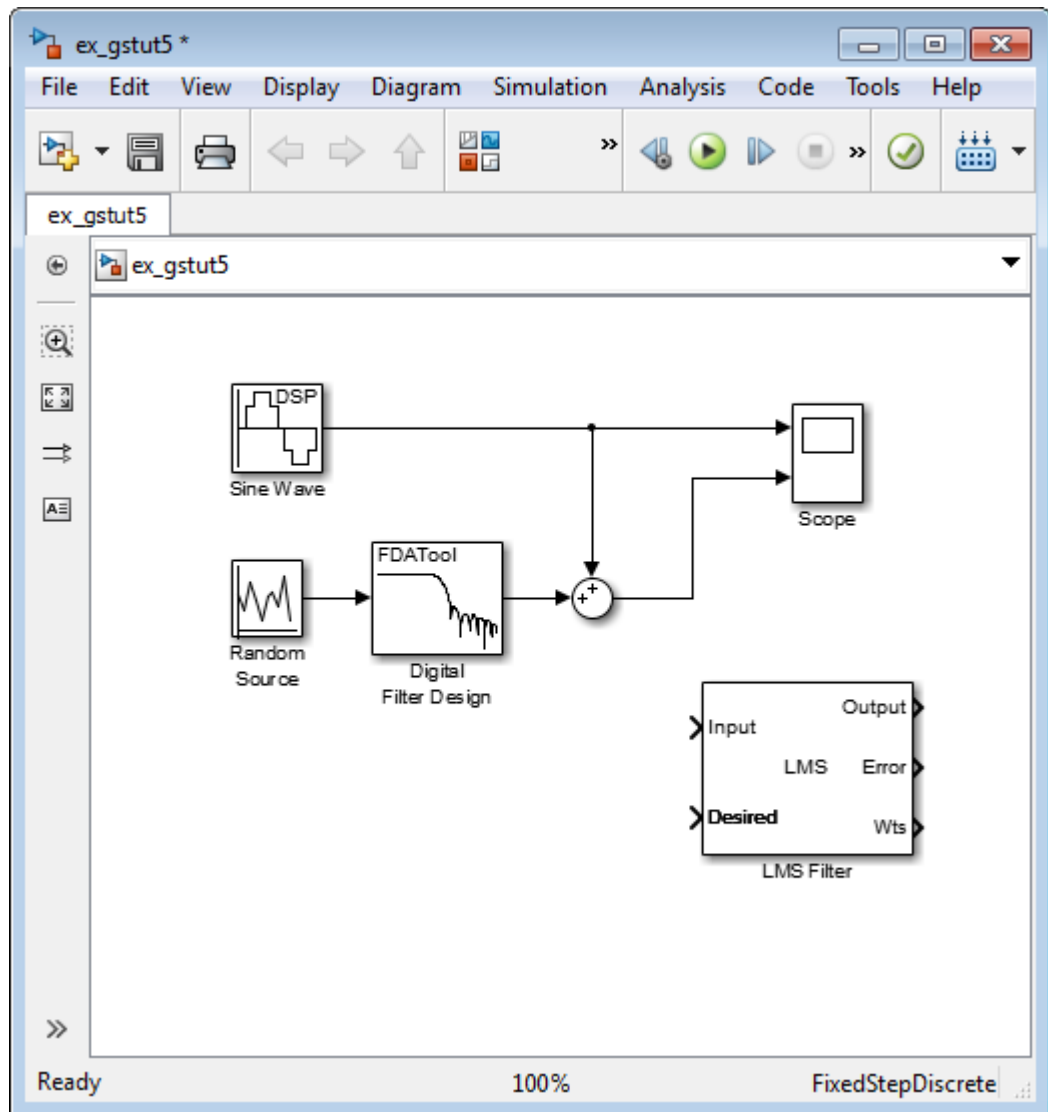 ex_gstut5 *
File Edit View Display Diagram Simulation Analysis Code Tools Help
ex_gstut5
ex_gstut5
DSP
Sine Wave
Scope
FDATool
Random
Source
Digital
Filter Design
Input
Output
LMS
Error
Desired
Wts
LMS Filter
Ready
100%
FixedStepDiscrete